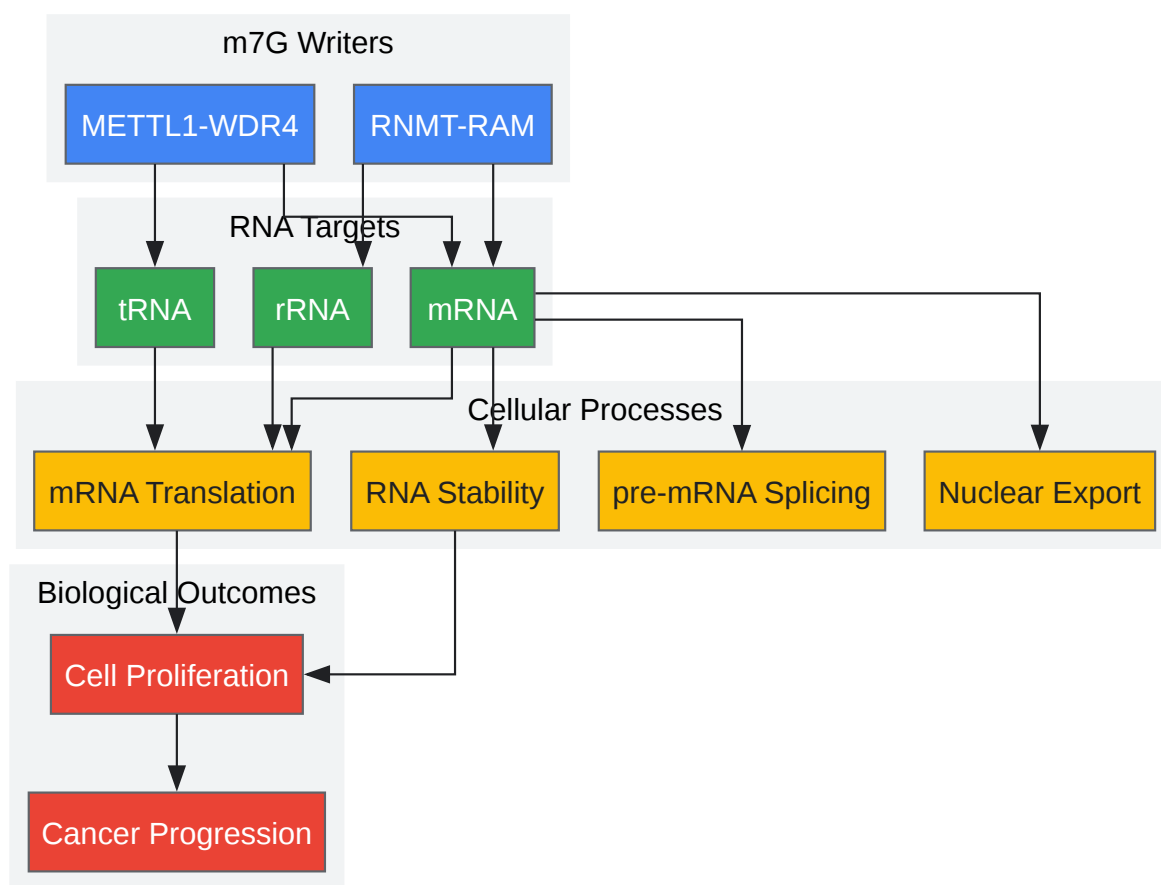 m7G Writers
METTL1-WDR4
RNMT-RAM
RNA Targets
tRNA
rRNA
mRNA
Cellular Processes
mRNA Translation
RNA Stability
pre-mRNA Splicing
Nuclear Export
Biological Outcomes
Cell Proliferation
Cancer Progression